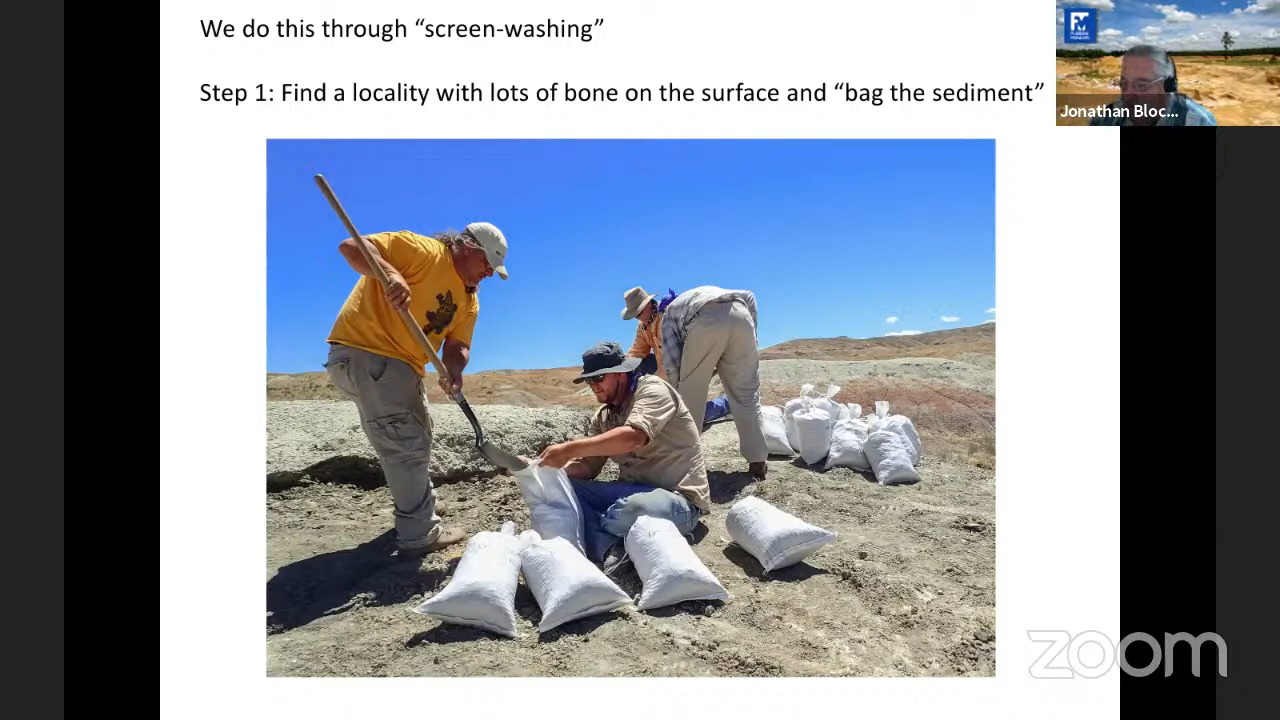 We do this through “screen-washing”
Step 1: Find a locality with lots of bone on the surface and “bag the sediment”
Jonathan Bloc...
zoom